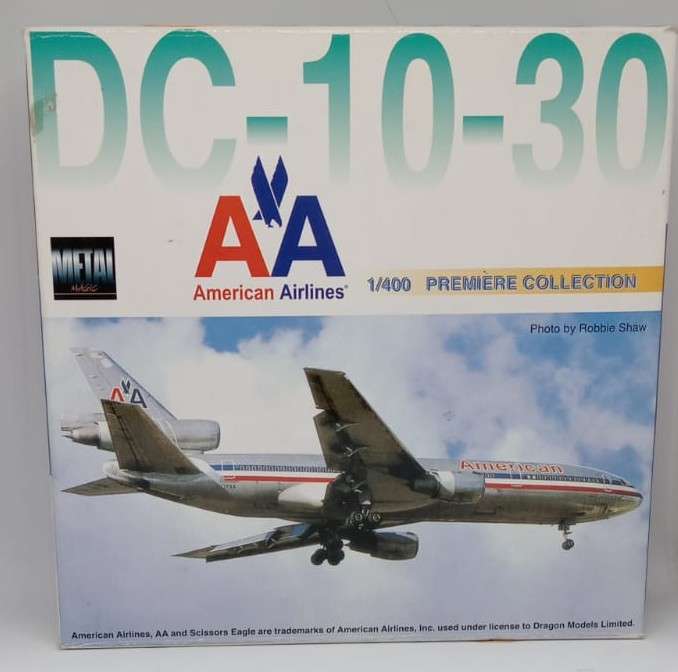 DC-10-30
AA
American Airlines®
METAL
MAGIC
1/400 PREMIÈRE COLLECTION
Photo by Robbie Shaw
AA
American
American Airlines, AA and Scissors Eagle are trademarks of American Airlines, Inc. used under license to Dragon Models Limited.